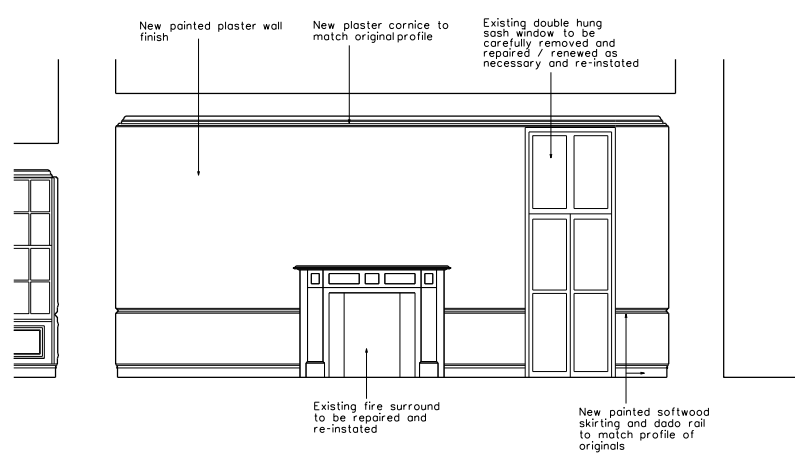 New painted plaster wall
finish
New plaster cornice to
match original profile
Existing double hung
sash window to be
carefully removed and
repaired / renewed as
necessary and re-instated
Existing fire surround
to be repaired and
re-instated
New painted softwood
skirting and dado rail
to match profile of
originals